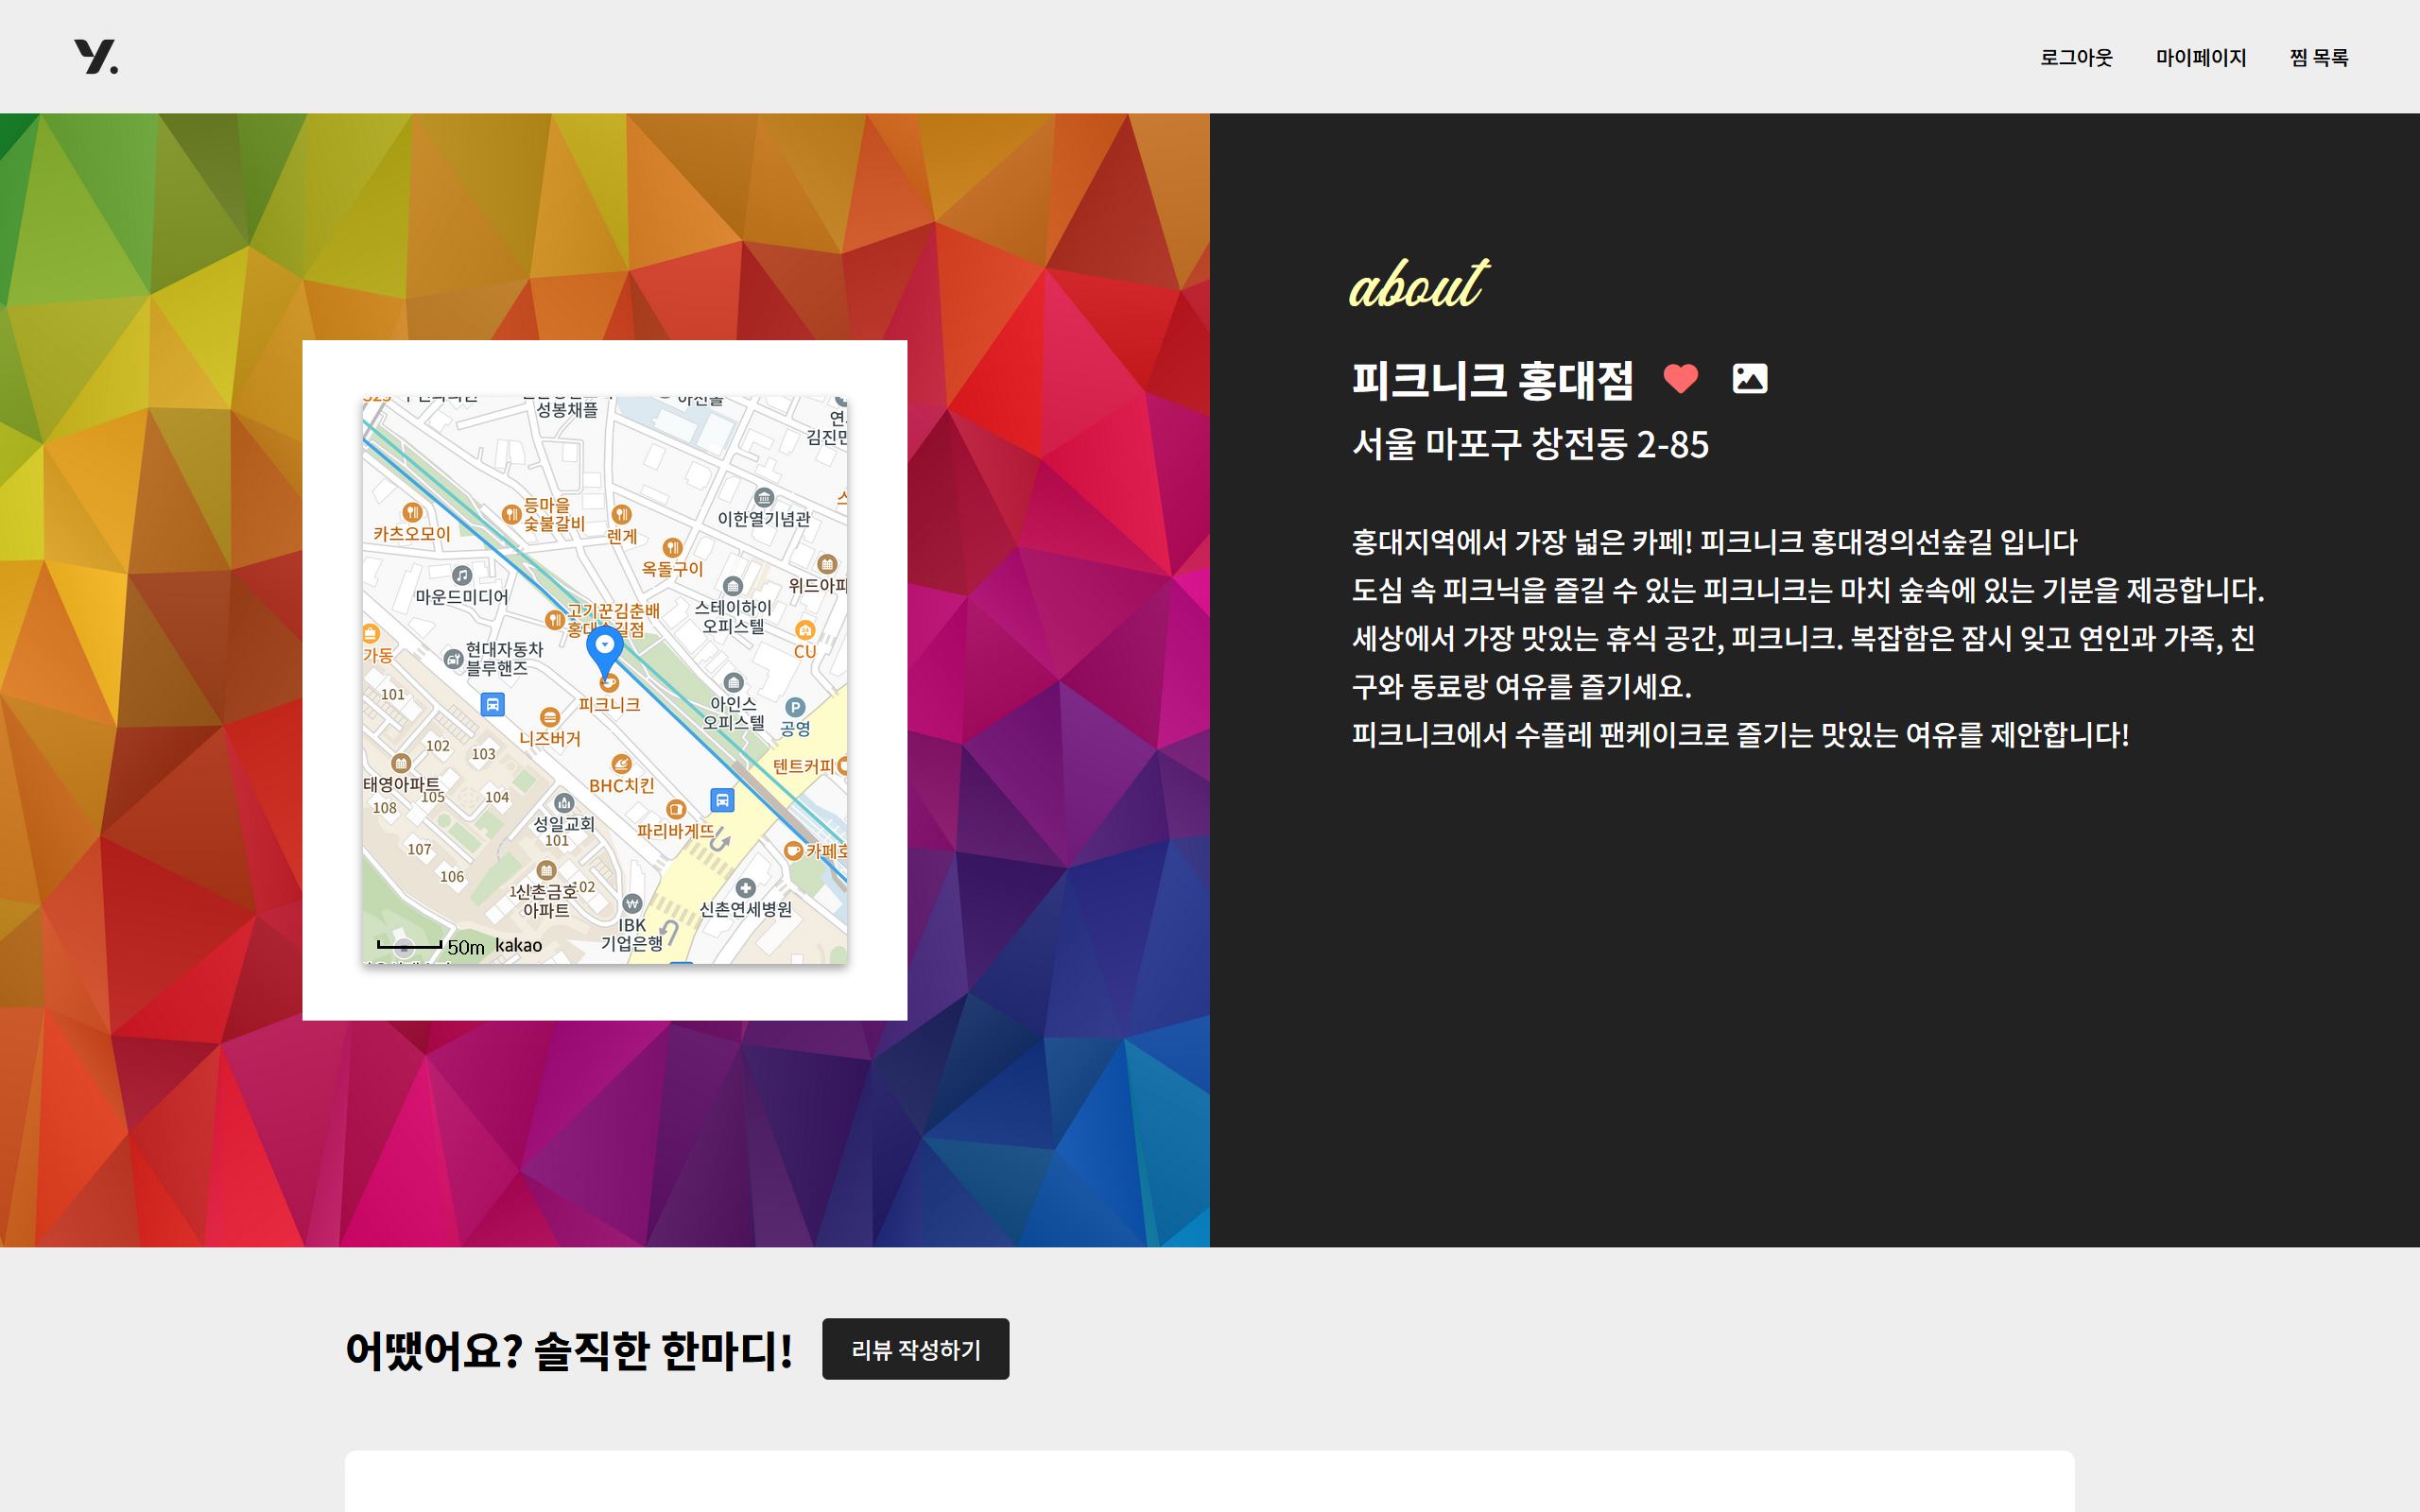 y.
로그아웃 마이페이지 찜 목록
about
피크니크 홍대점
서울 마포구 창전동 2-85
홍대지역에서 가장 넓은 카페! 피크니크 홍대경의선숲길 입니다
도심 속 피크닉을 즐길 수 있는 피크니크는 마치 숲속에 있는 기분을 제공합니다.
세상에서 가장 맛있는 휴식 공간, 피크니크. 복잡함은 잠시 잊고 연인과 가족, 친
구와 동료랑 여유를 즐기세요.
피크니크에서 수플레 팬케이크로 즐기는 맛있는 여유를 제안합니다!
성봉채플
카츠오모이
등마을
숯불갈비
렌게
이한열기념관
옥돌구이
마운드미디어
위드아파
스테이하이
오피스텔
고기꾼김춘배
CU
가동
현대자동차
블루핸즈
101
피크니크
아인스
오피스텔
P
공영
니즈버거
102
103
BHC치킨
텐트커피
태영아파트
105
104
108
파리바게뜨
성일교회
101
107
카페호
106
신촌금호
아파트
102
신촌연세병원
IBK
기업은행
50m kakao
어땠어요? 솔직한 한마디!
리뷰 작성하기